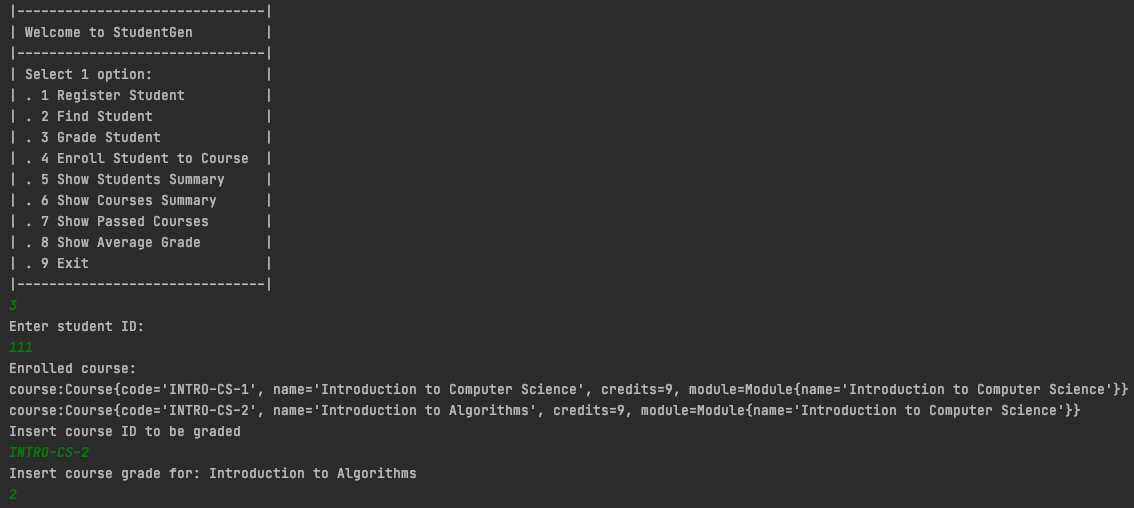 |-------------------------------|
| Welcome to StudentGen         |
|-------------------------------|
| Select 1 option:              |
| . 1 Register Student          |
| . 2 Find Student              |
| . 3 Grade Student             |
| . 4 Enroll Student to Course  |
| . 5 Show Students Summary     |
| . 6 Show Courses Summary      |
| . 7 Show Passed Courses       |
| . 8 Show Average Grade        |
| . 9 Exit                      |
|-------------------------------|
3
Enter student ID:
111
Enrolled course:
course:Course{code='INTRO-CS-1', name='Introduction to Computer Science', credits=9, module=Module{name='Introduction to Computer Science'}}
course:Course{code='INTRO-CS-2', name='Introduction to Algorithms', credits=9, module=Module{name='Introduction to Computer Science'}}
Insert course ID to be graded
INTRO-CS-2
Insert course grade for: Introduction to Algorithms
2